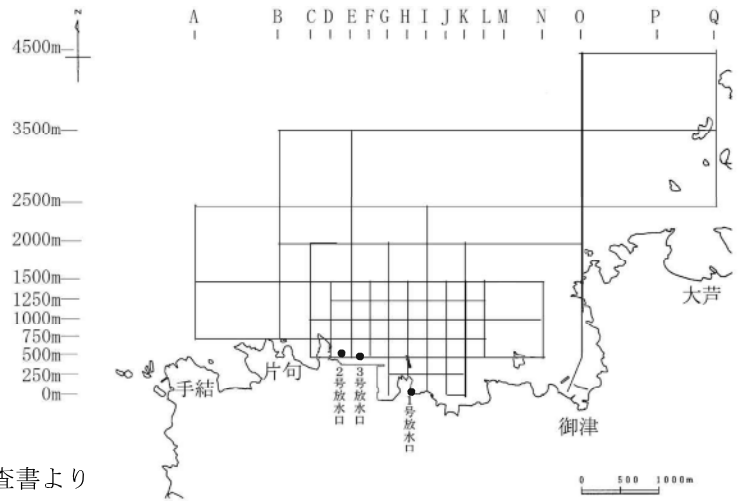 A B C D E F G H I J K L M N O P Q
z
4500m
3500m
2500m
2000m
1500m
1250m
1000m
750m
500m
250m
0m
手結
片句
2号放水口
3号放水口
1号放水口
御津
大芦
査書より
0 500 1000m